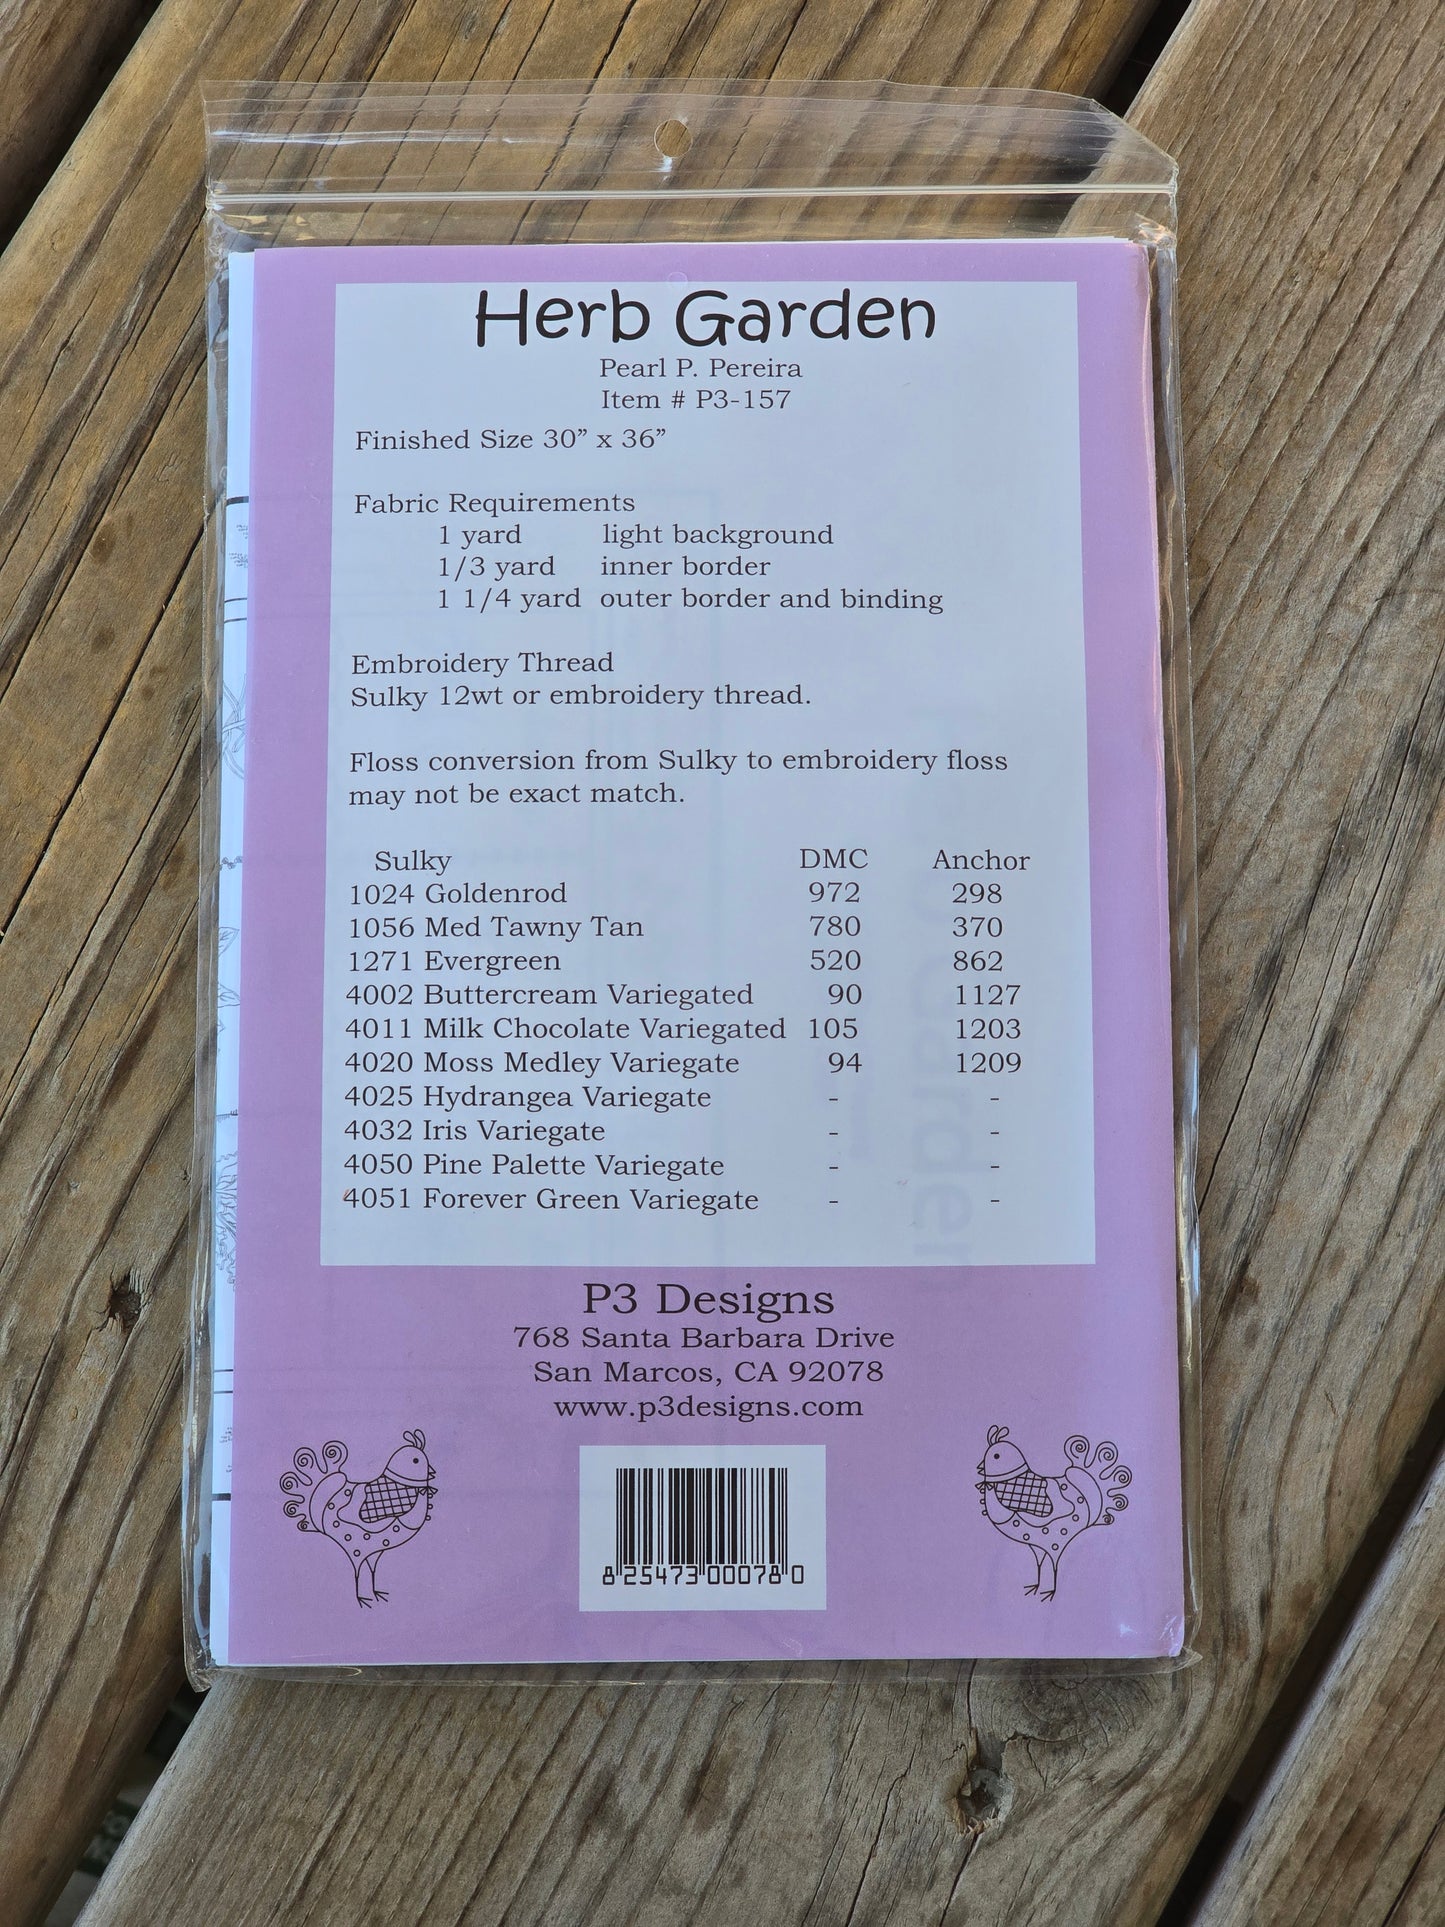 Herb Garden
Pearl P. Pereira
Item # P3-157
Finished Size 30” x 36”
Fabric Requirements
1 yard light background
1/3 yard inner border
1 1/4 yard outer border and binding
Embroidery Thread
Sulky 12wt or embroidery thread.
Floss conversion from Sulky to embroidery floss
may not be exact match.
Sulky DMC Anchor
1024 Goldenrod 972 298
1056 Med Tawny Tan 780 370
1271 Evergreen 520 862
4002 Buttercream Variegated 90 1127
4011 Milk Chocolate Variegated 105 1203
4020 Moss Medley Variegate 94 1209
4025 Hydrangea Variegate - -
4032 Iris Variegate - -
4050 Pine Palette Variegate - -
4051 Forever Green Variegate - -
P3 Designs
768 Santa Barbara Drive
San Marcos, CA 92078
www.p3designs.com
8 25473 00078 0